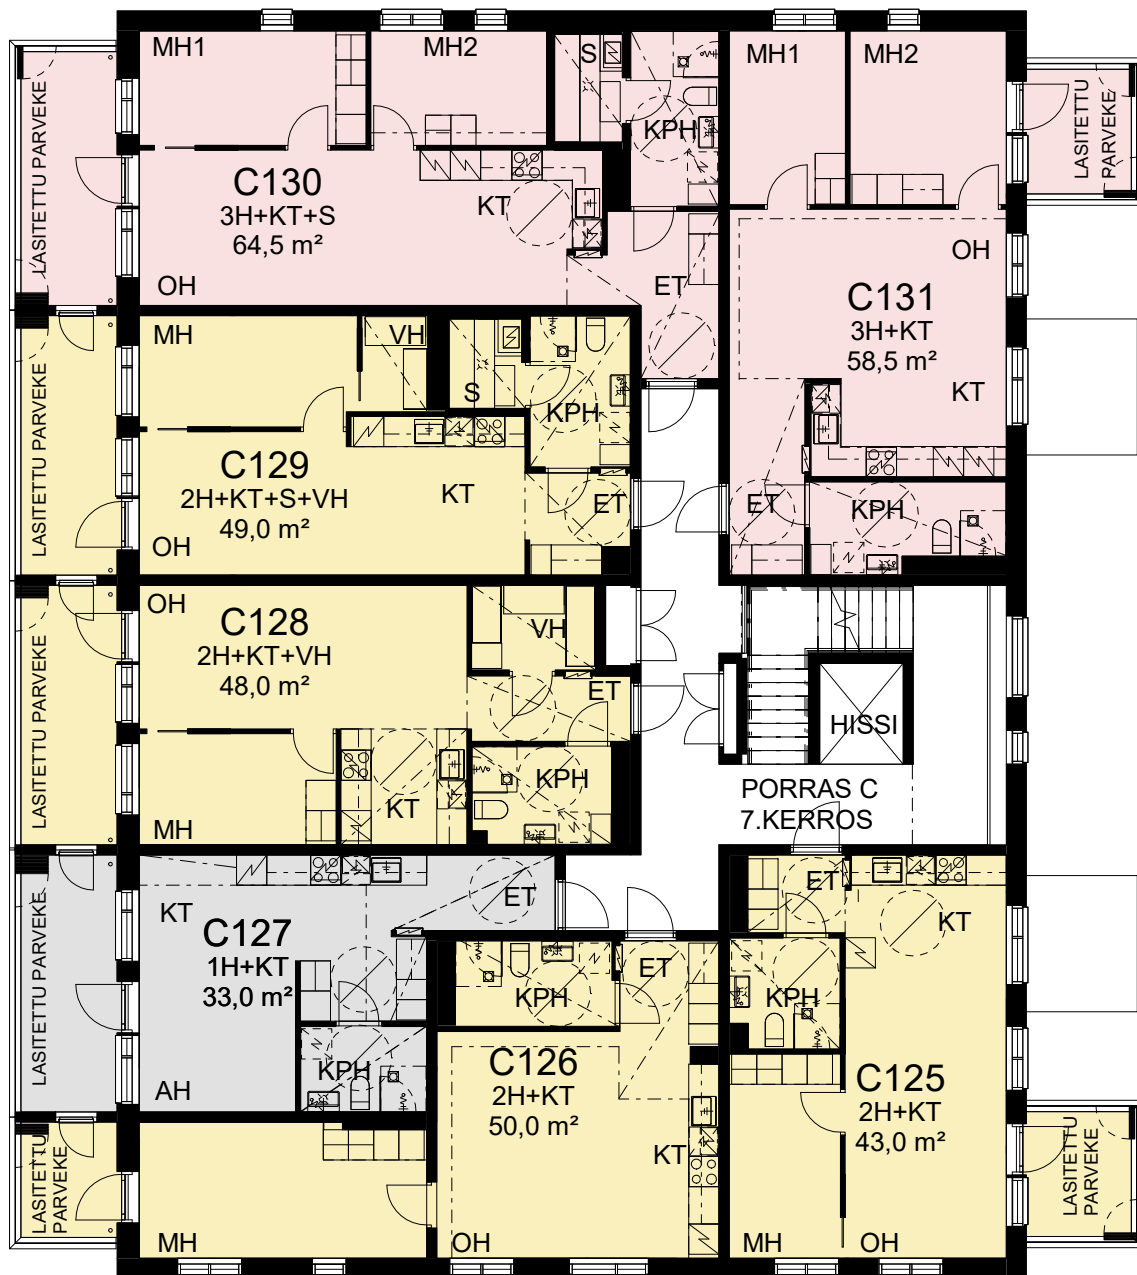 MH1
MH2
S
KPH
C130
3H+KT+S
64,5 m²
KT
OH
ET
LASITETTU PARVEKE
MH1
MH2
OH
C131
3H+KT
58,5 m²
KT
ET
KPH
LASITETTU
PARVEKE
MH
VH
S
KPH
C129
2H+KT+S+VH
49,0 m²
KT
ET
OH
LASITETTU PARVEKE
OH
C128
2H+KT+VH
48,0 m²
VH
ET
KPH
KT
MH
LASITETTU PARVEKE
HISSI
PORRAS C
7.KERROS
KT
C127
1H+KT
33,0 m²
ET
KPH
AH
LASITETTU PARVEKE
ET
KPH
C126
2H+KT
50,0 m²
KT
MH
OH
LASITETTU
PARVEKE
ET
KT
KPH
C125
2H+KT
43,0 m²
MH
OH
LASITETTU
PARVEKE